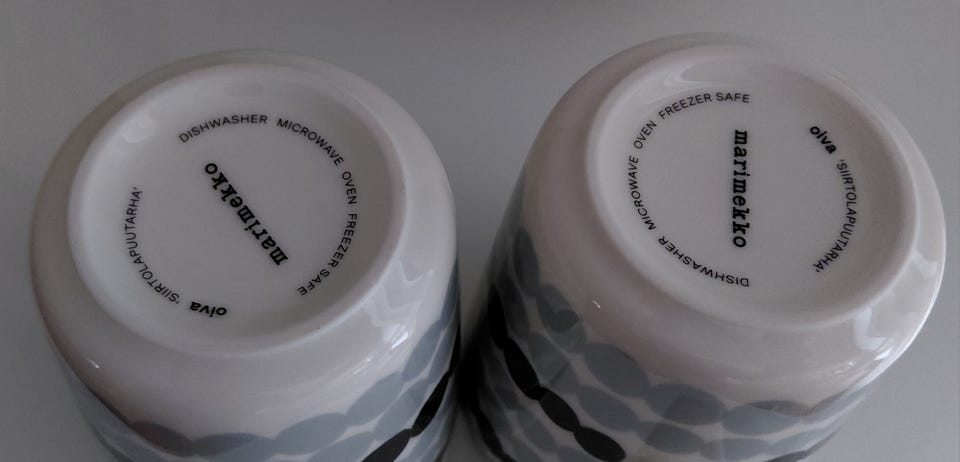 DISHWASHER MICROWAVE OVEN FREEZER SAFE
marimekko
oiva 'SIIRTOLAPUUTARHA'
DISHWASHER MICROWAVE OVEN FREEZER SAFE
marimekko
oiva 'SIIRTOLAPUUTARHA'